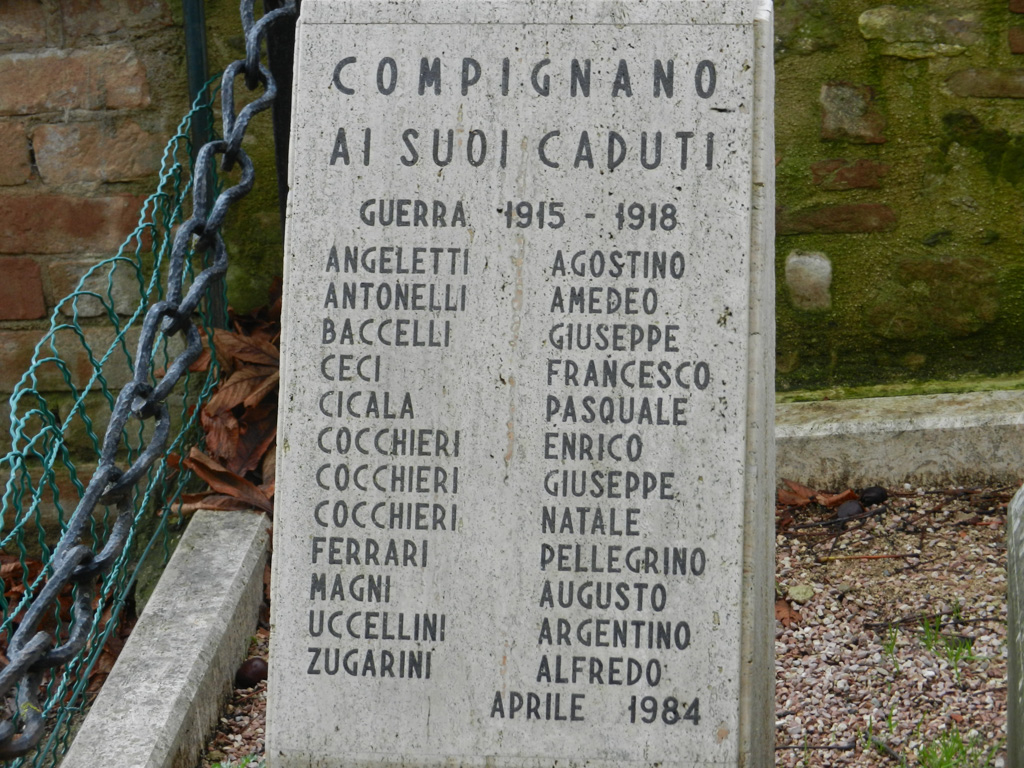 COMPIGNANO
AI SUOI CADUTI
GUERRA 1915 - 1918
ANGELETTI AGOSTINO
ANTONELLI AMEDEO
BACCELLI GIUSEPPE
CECI FRANCESCO
CICALA PASQUALE
COCCHIERI ENRICO
COCCHIERI GIUSEPPE
COCCHIERI NATALE
FERRARI PELLEGRINO
MAGNI AUGUSTO
UCCELLINI ARGENTINO
ZUGARINI ALFREDO
APRILE 1984